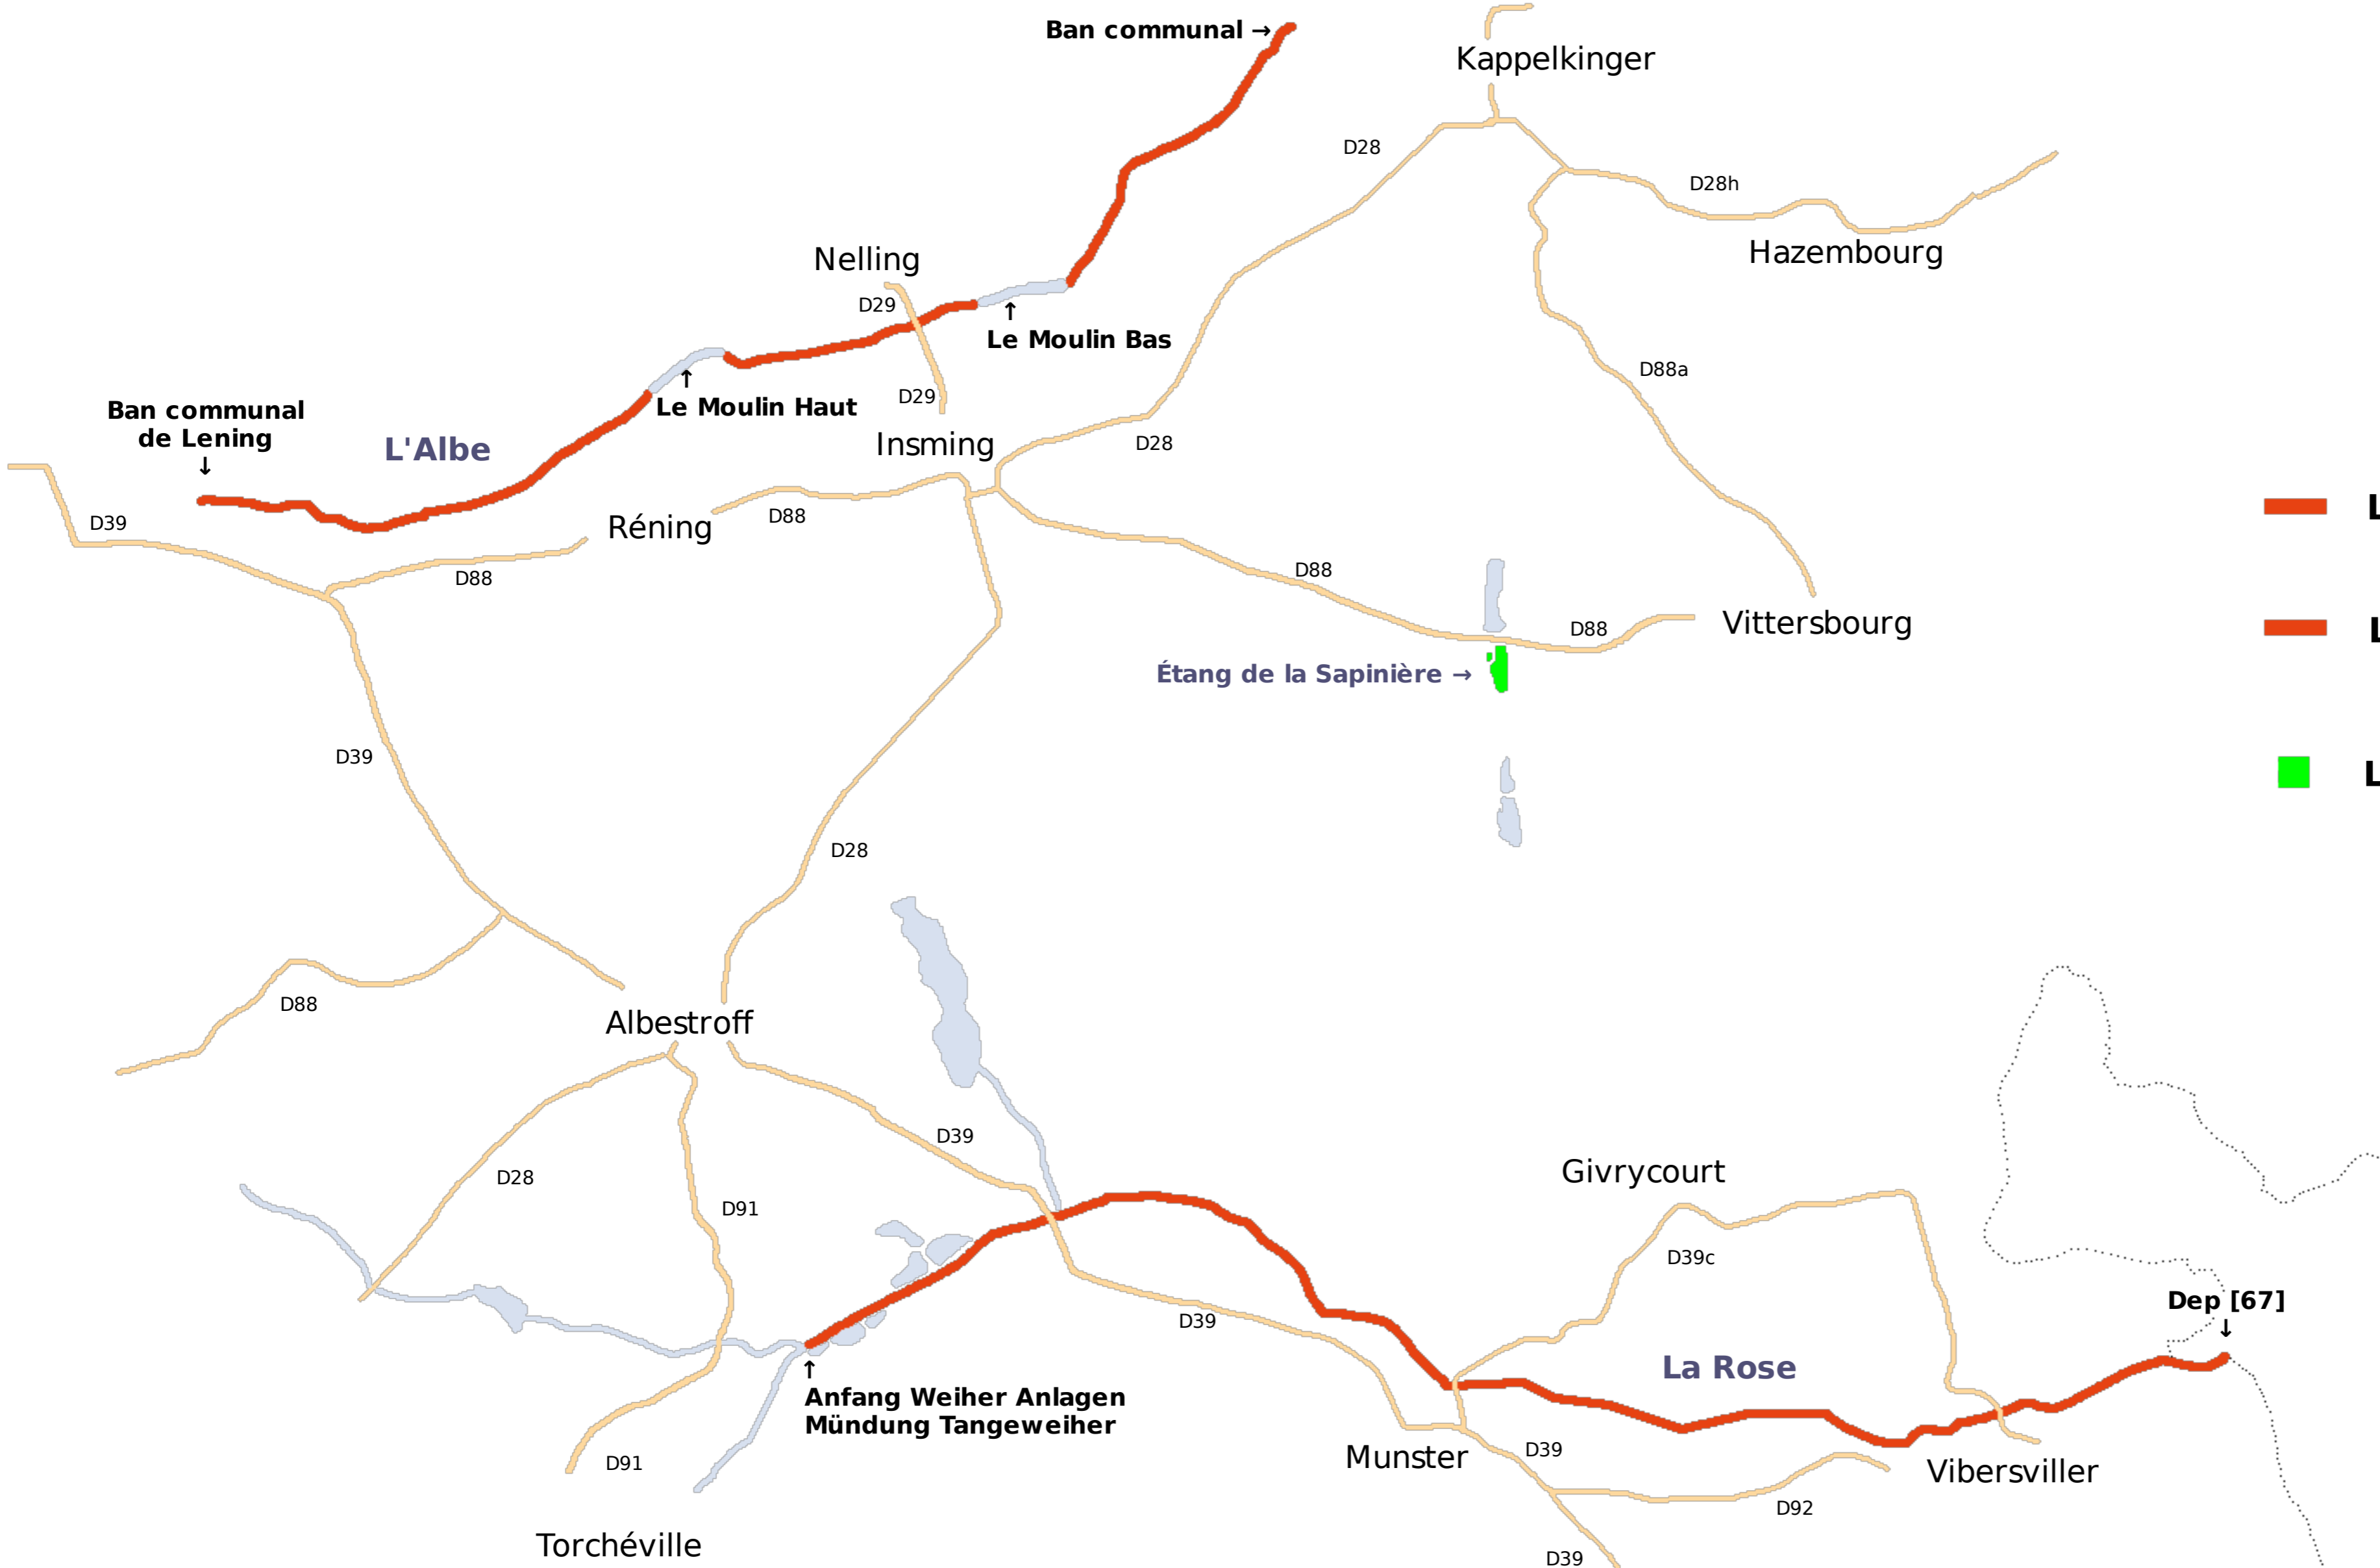 Ban communal →
Kappelkinger
D28
D28h
Hazembourg
Nelling
D29
↑
Le Moulin Bas
D88a
↑
Le Moulin Haut
D29
Ban communal
de Lening
↓
L'Albe
Insming
D28
D39
Réning
D88
D88
D88
D88
Vittersbourg
Étang de la Sapinière →
L
L
L
D39
D28
D88
Albestroff
D39
D28
D91
Givrycourt
D39c
Dep [67]
↓
D39
La Rose
↑
Anfang Weiher Anlagen
Mündung Tangeweiher
Munster
D39
D91
Vibersviller
D92
Torchéville
D39